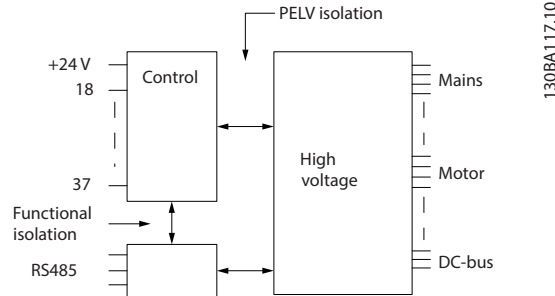 PELV isolation
+24 V
Control
18
Mains
High
voltage
37
Motor
Functional
isolation
RS485
DC-bus
130BA117.10